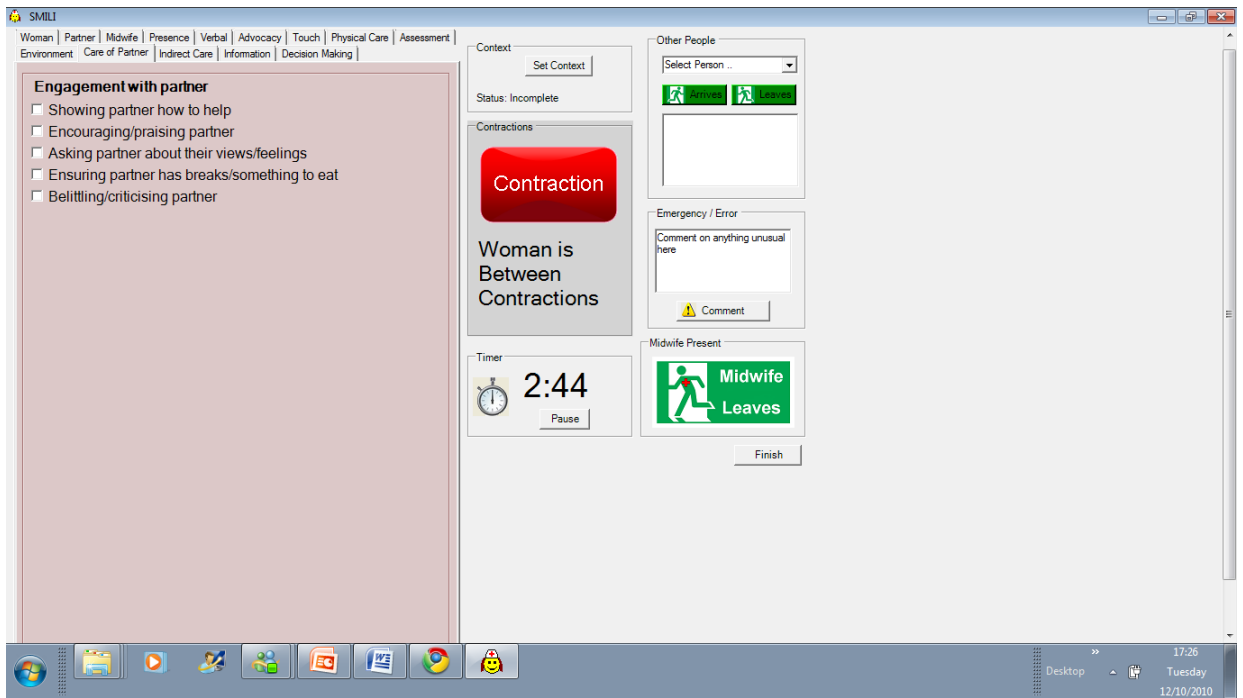 SMILI
Woman Partner Midwife Presence Verbal Advocacy Touch Physical Care Assessment
Environment Care of Partner Indirect Care Information Decision Making
Engagement with partner
Showing partner how to help
Encouraging/praising partner
Asking partner about their views/feelings
Ensuring partner has breaks/something to eat
Belittling/criticising partner
Context
Set Context
Status: Incomplete
Contractions
Contraction
Woman is
Between
Contractions
Timer
2:44
Pause
Other People
Select Person ..
Arrives Leaves
Emergency / Error
Comment on anything unusual
here
Comment
Midwife Present
Midwife
Leaves
Finish
Desktop
17:26
Tuesday
12/10/2010